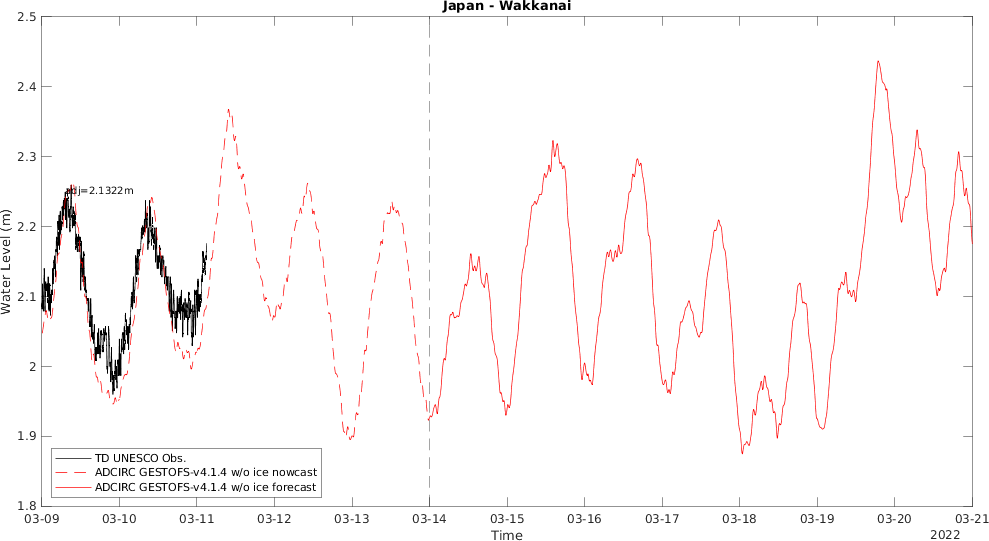 Japan - Wakkanai
Water Level (m)
2.5
2.4
2.3
2.2
2.1
2
1.9
1.8
adj=2.1322m
TD UNESCO Obs.
ADCIRC GESTOFS-v4.1.4 w/o ice nowcast
ADCIRC GESTOFS-v4.1.4 w/o ice forecast
03-09 03-10 03-11 03-12 03-13 03-14 03-15 03-16 03-17 03-18 03-19 03-20 03-21
Time
2022